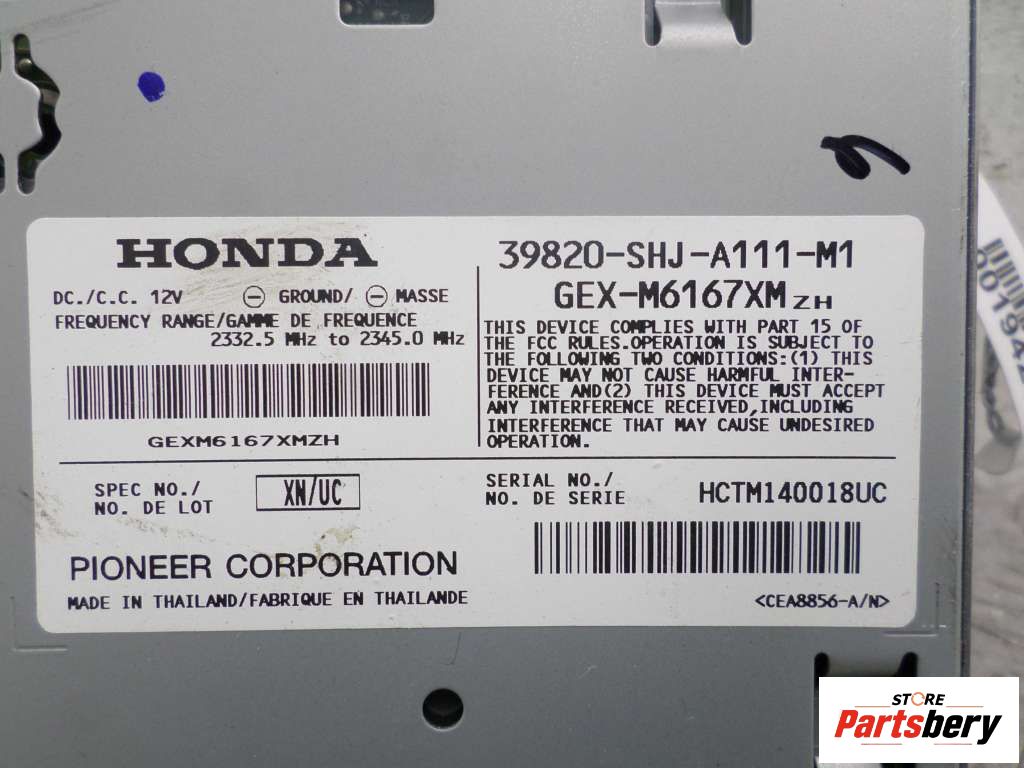 HONDA
DC./C.C. 12V ⊖ GROUND/ ⊖ MASSE
FREQUENCY RANGE/GAMME DE FREQUENCE
2332.5 MHz to 2345.0 MHz
GEXM6167XMZH
39820-SHJ-A111-M1
GEX-M6167XM ZH
THIS DEVICE COMPLIES WITH PART 15 OF
THE FCC RULES.OPERATION IS SUBJECT TO
THE FOLLOWING TWO CONDITIONS:(1) THIS
DEVICE MAY NOT CAUSE HARMFUL INTER-
FERENCE AND(2) THIS DEVICE MUST ACCEPT
ANY INTERFERENCE RECEIVED,INCLUDING
INTERFERENCE THAT MAY CAUSE UNDESIRED
OPERATION.
SPEC NO./
NO. DE LOT
XN/UC
SERIAL NO./
NO. DE SERIE
HCTM140018UC
PIONEER CORPORATION
MADE IN THAILAND/FABRIQUE EN THAILANDE
<CEA8856-A/N>
STORE
Partsbery